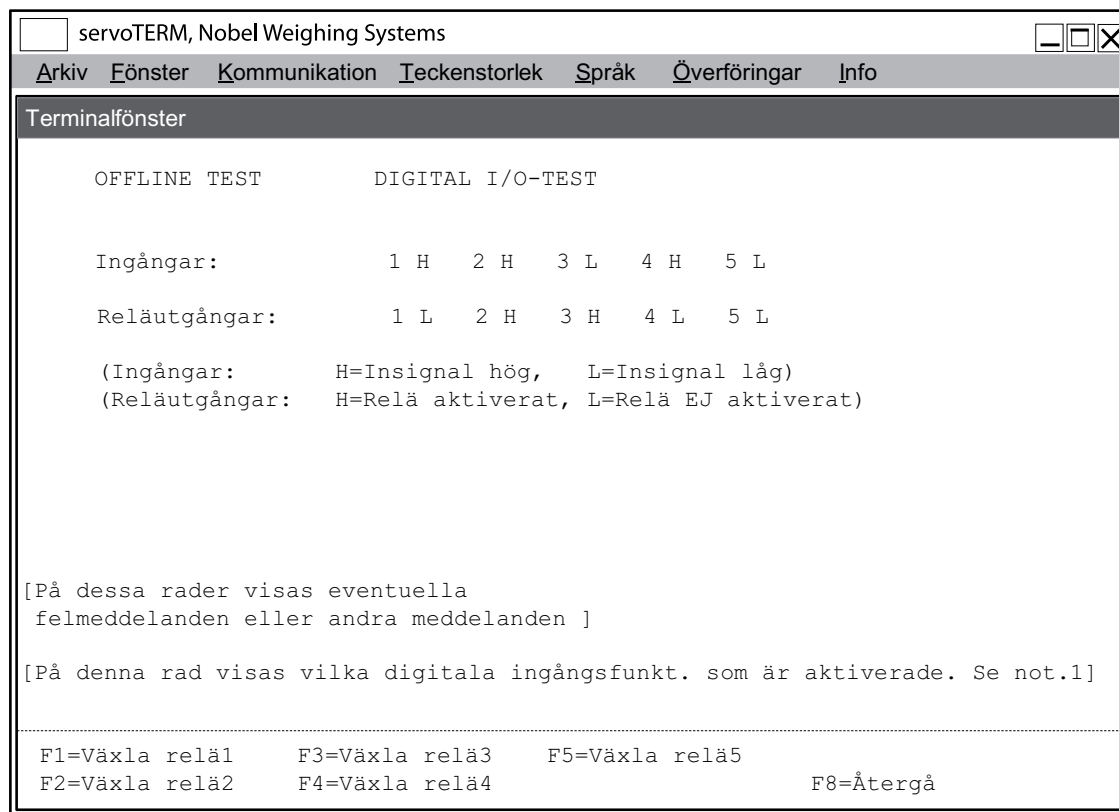 servoTERM, Nobel Weighing Systems
Arkiv Fönster Kommunikation Teckenstorlek Språk Överföringar Info
Terminalfönster
OFFLINE TEST DIGITAL I/O-TEST
Ingångar: 1 H 2 H 3 L 4 H 5 L
Reläutgångar: 1 L 2 H 3 H 4 L 5 L
(Ingångar: H=Insignal hög, L=Insignal låg)
(Reläutgångar: H=Relä aktiverat, L=Relä EJ aktiverat)
[På dessa rader visas eventuella
felmeddelanden eller andra meddelanden ]
[På denna rad visas vilka digitala ingångsfunkt. som är aktiverade. Se not.1]
F1=Växla relä1 F3=Växla relä3 F5=Växla relä5
F2=Växla relä2 F4=Växla relä4 F8=Återgå